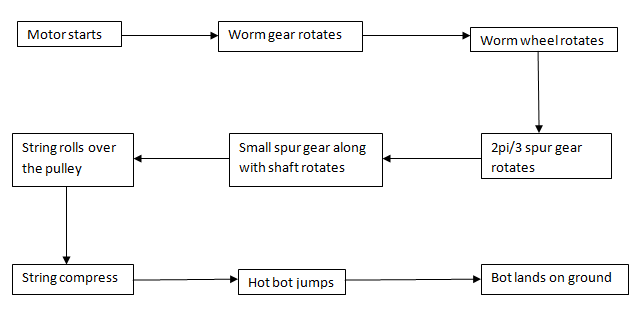 Motor starts
Worm gear rotates
Worm wheel rotates
2pi/3 spur gear
rotates
Small spur gear along
with shaft rotates
String rolls over
the pulley
String compress
Hot bot jumps
Bot lands on ground